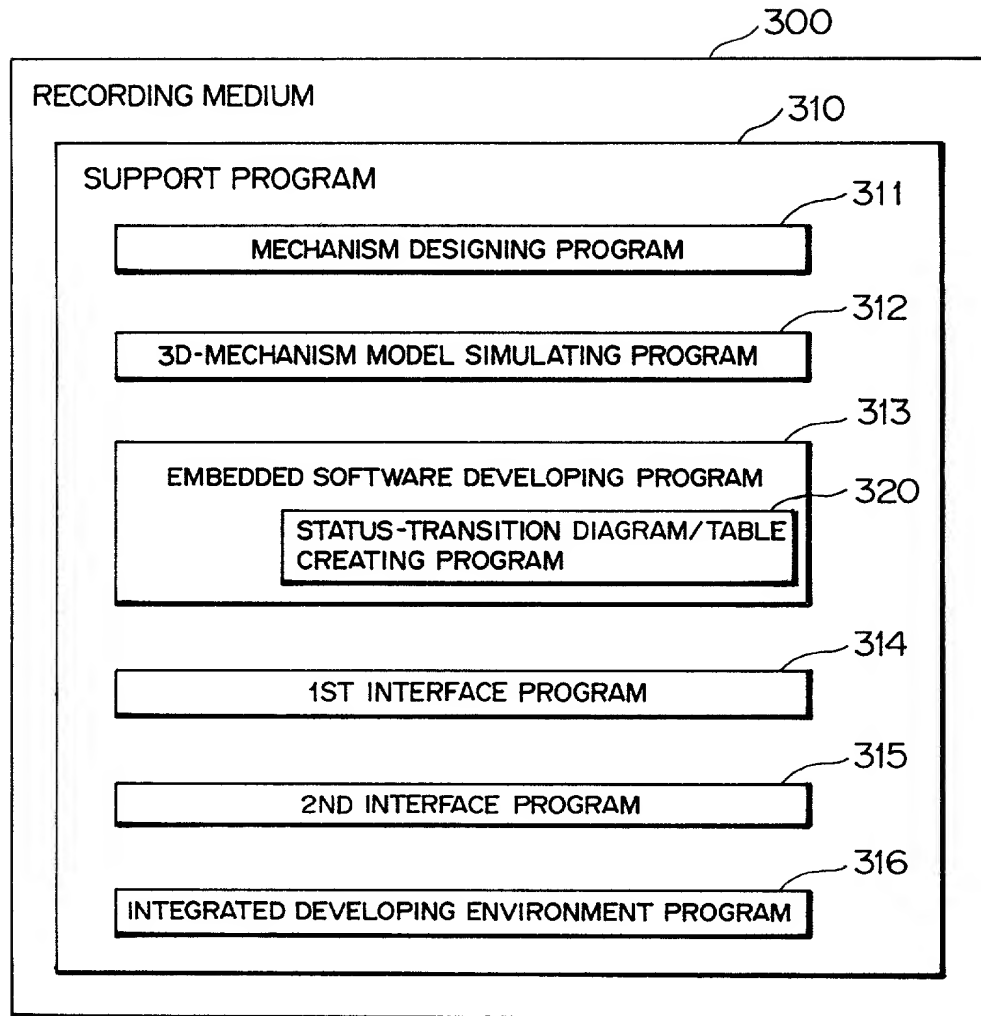 300
RECORDING MEDIUM
310
SUPPORT PROGRAM
311
MECHANISM DESIGNING PROGRAM
312
3D-MECHANISM MODEL SIMULATING PROGRAM
313
EMBEDDED SOFTWARE DEVELOPING PROGRAM
320
STATUS-TRANSITION DIAGRAM/TABLE
CREATING PROGRAM
314
1ST INTERFACE PROGRAM
315
2ND INTERFACE PROGRAM
316
INTEGRATED DEVELOPING ENVIRONMENT PROGRAM